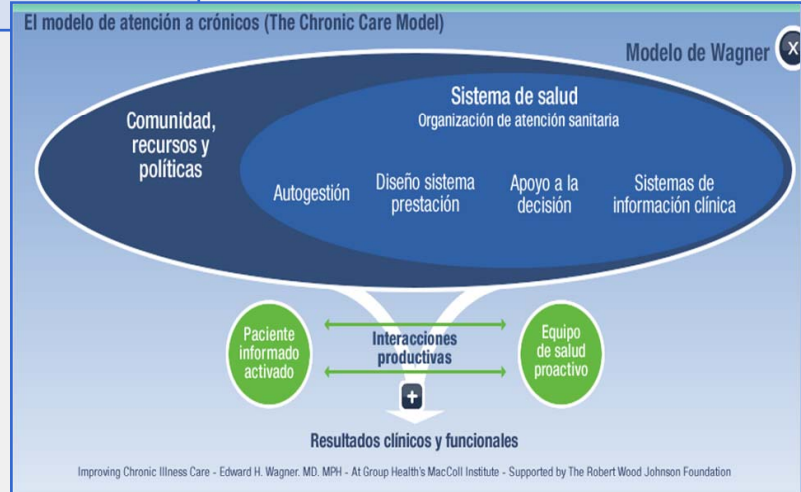 El modelo de atención a crónicos (The Chronic Care Model)
Modelo de Wagner
X
Sistema de salud
Organización de atención sanitaria
Comunidad,
recursos y
políticas
Autogestión
Diseño sistema
prestación
Apoyo a la
decisión
Sistemas de
información clínica
Paciente
informado
activado
Interacciones
productivas
Equipo
de salud
proactivo
+
Resultados clínicos y funcionales
Improving Chronic Illness Care - Edward H. Wagner. MD. MPH - At Group Health's MacColl Institute - Supported by The Robert Wood Johnson Foundation